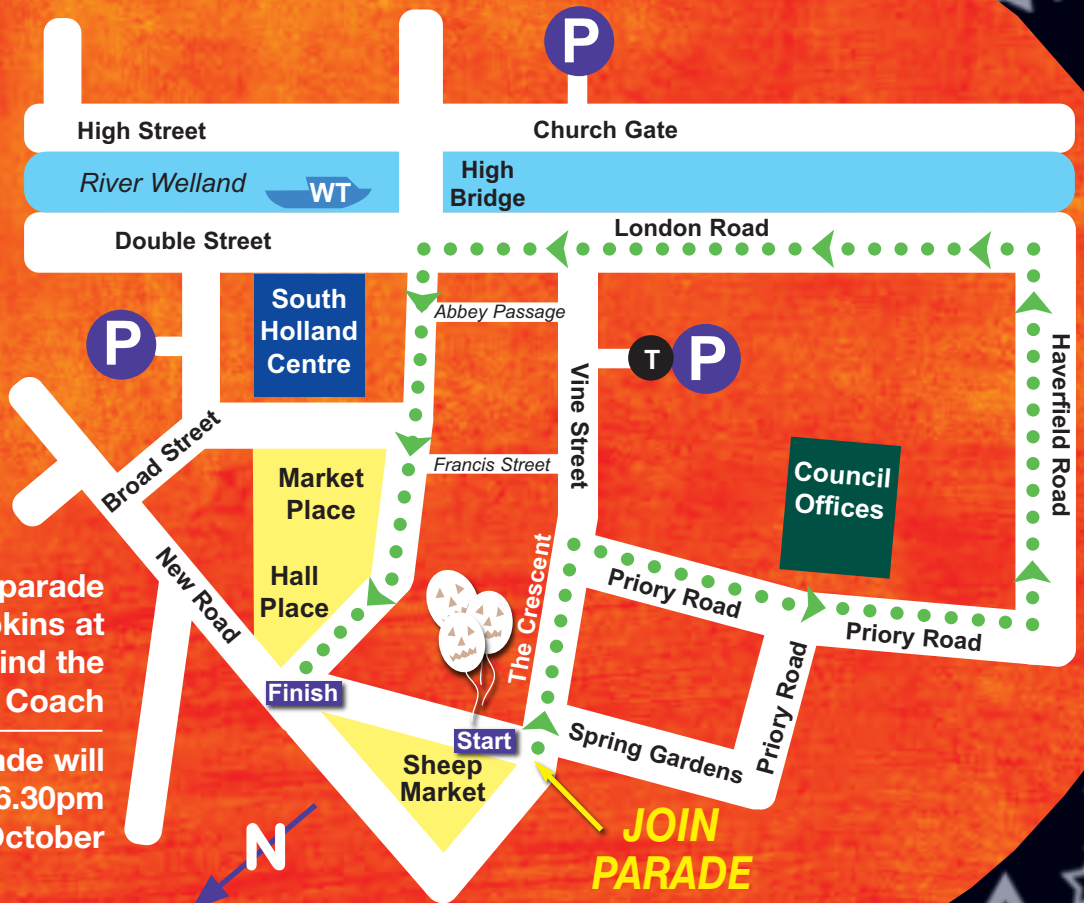 P
High Street
Church Gate
River Welland
WT
High
Bridge
Double Street
London Road
South
Holland
Centre
Abbey Passage
P
T
P
Vine Street
Haverfield Road
Broad Street
Francis Street
Market
Place
Council
Offices
New Road
Hall
Place
The Crescent
Priory Road
Priory Road
parade
kins at
ind the
Coach
Finish
Start
Priory Road
Spring Gardens
Sheep
Market
ade will
6.30pm
October
N
JOIN
PARADE